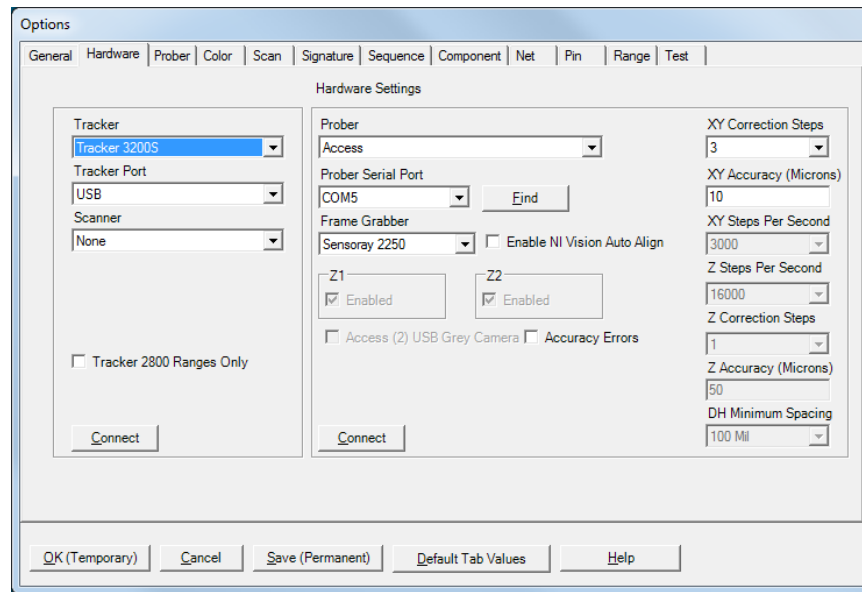 Options
General Hardware Prober Color Scan Signature Sequence Component Net Pin Range Test
Hardware Settings
Tracker
Tracker 3200S
Tracker Port
USB
Scanner
None
Tracker 2800 Ranges Only
Connect
Prober
Access
Prober Serial Port
COM5
Find
Frame Grabber
Sensoray 2250
Enable NI Vision Auto Align
Z1
Enabled
Z2
Enabled
Access (2) USB Grey Camera
Accuracy Errors
Connect
XY Correction Steps
3
XY Accuracy (Microns)
10
XY Steps Per Second
3000
Z Steps Per Second
16000
Z Correction Steps
1
Z Accuracy (Microns)
50
DH Minimum Spacing
100 Mil
OK (Temporary) Cancel Save (Permanent) Default Tab Values Help